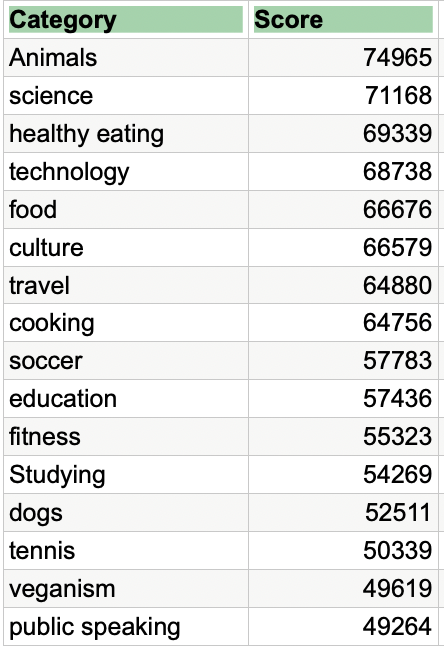 Category Score
Animals 74965
science 71168
healthy eating 69339
technology 68738
food 66676
culture 66579
travel 64880
cooking 64756
soccer 57783
education 57436
fitness 55323
Studying 54269
dogs 52511
tennis 50339
veganism 49619
public speaking 49264